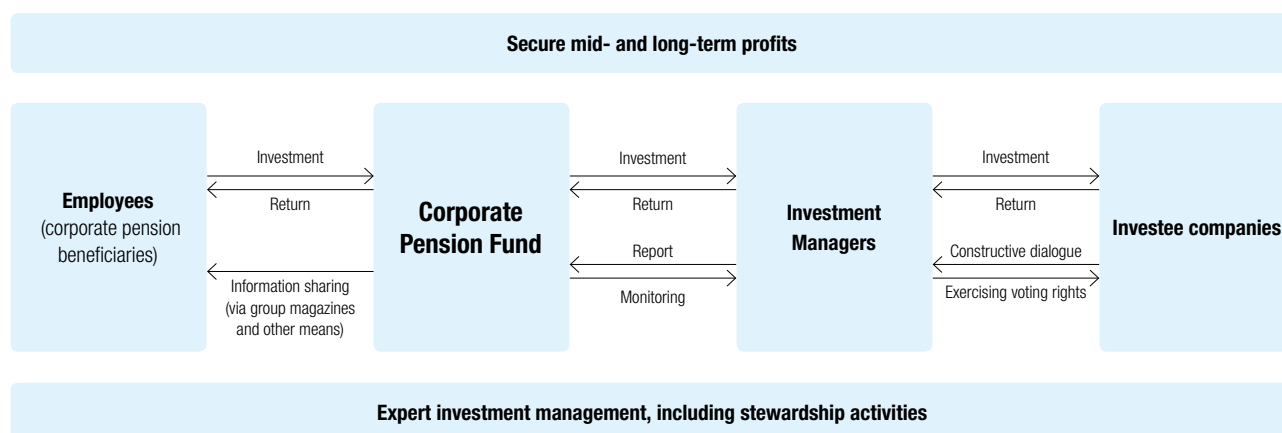 Secure mid- and long-term profits
Employees
(corporate pension
beneficiaries)
Investment
Return
Information sharing
(via group magazines
and other means)
Corporate
Pension Fund
Investment
Return
Report
Monitoring
Investment
Managers
Investment
Return
Constructive dialogue
Exercising voting rights
Investee companies
Expert investment management, including stewardship activities